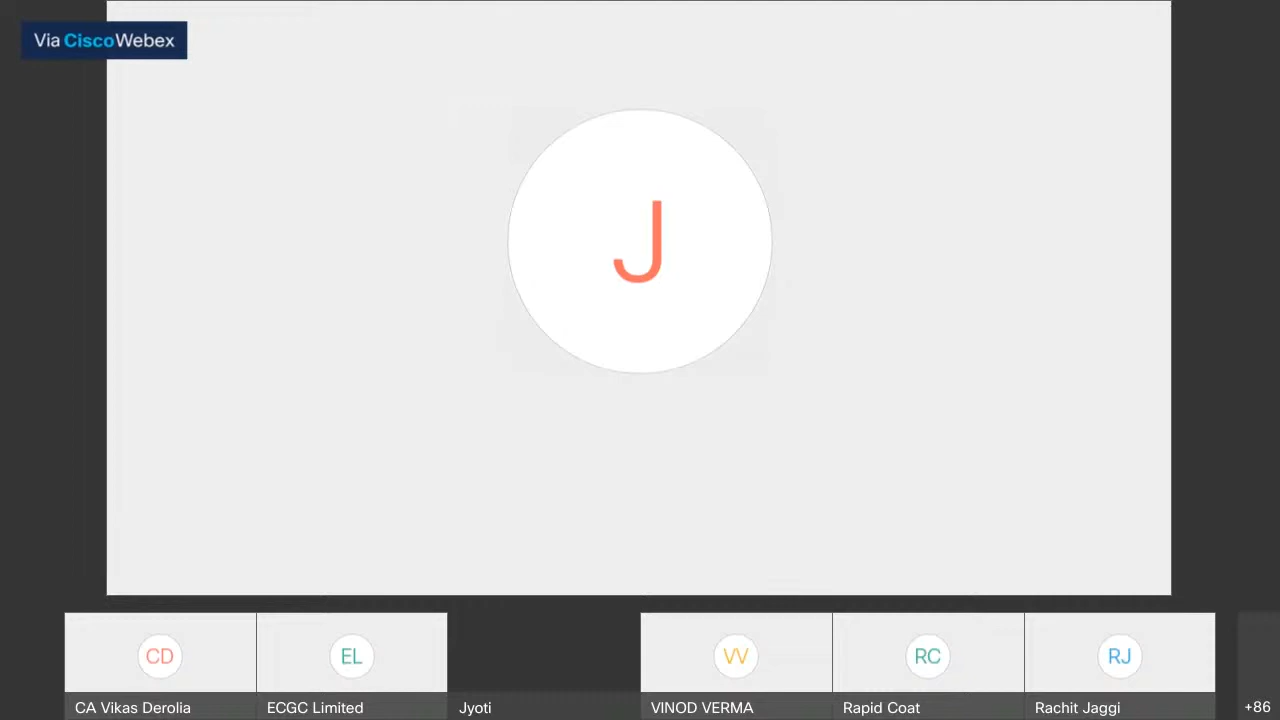 Via CiscoWebex
J
CD
EL
VV
RC
RJ
CA Vikas Derolia
ECGC Limited
Jyoti
VINOD VERMA
Rapid Coat
Rachit Jaggi
+86